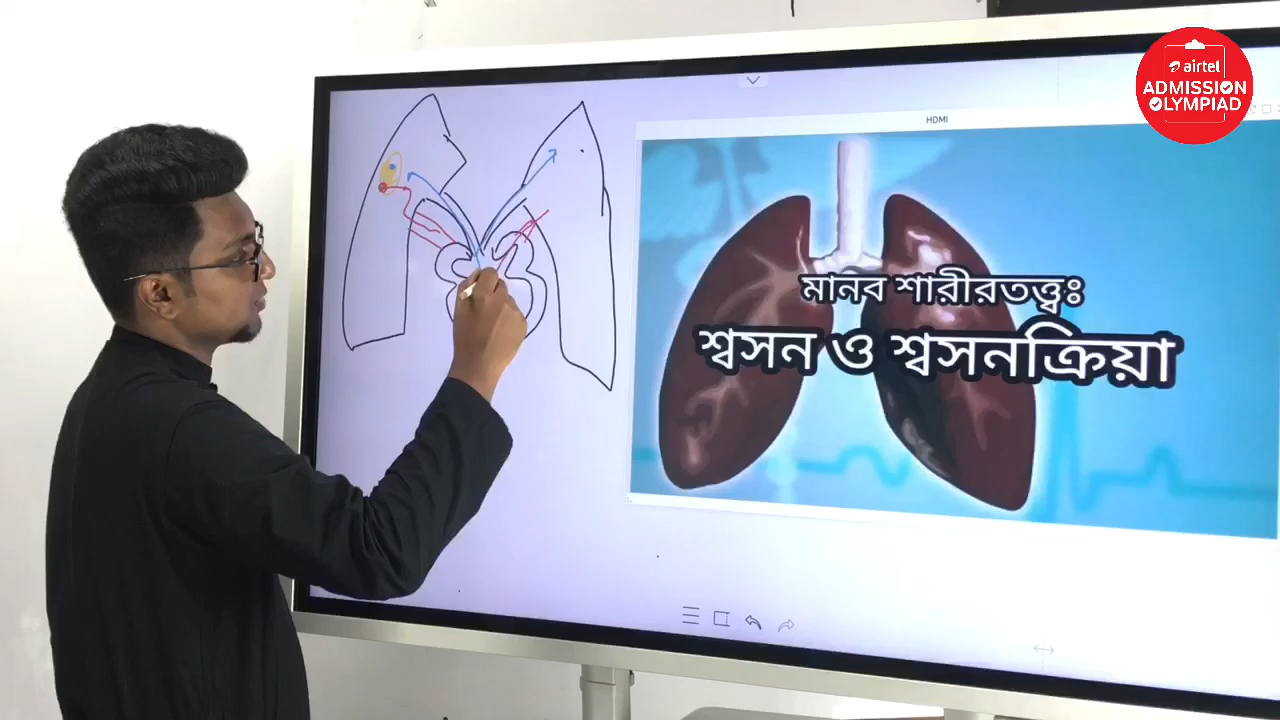 airtel
ADMISSION
OLYMPIAD
HDMI
মানব শারীরতত্ত্বঃ
শ্বসন ও শ্বসনক্রিয়া